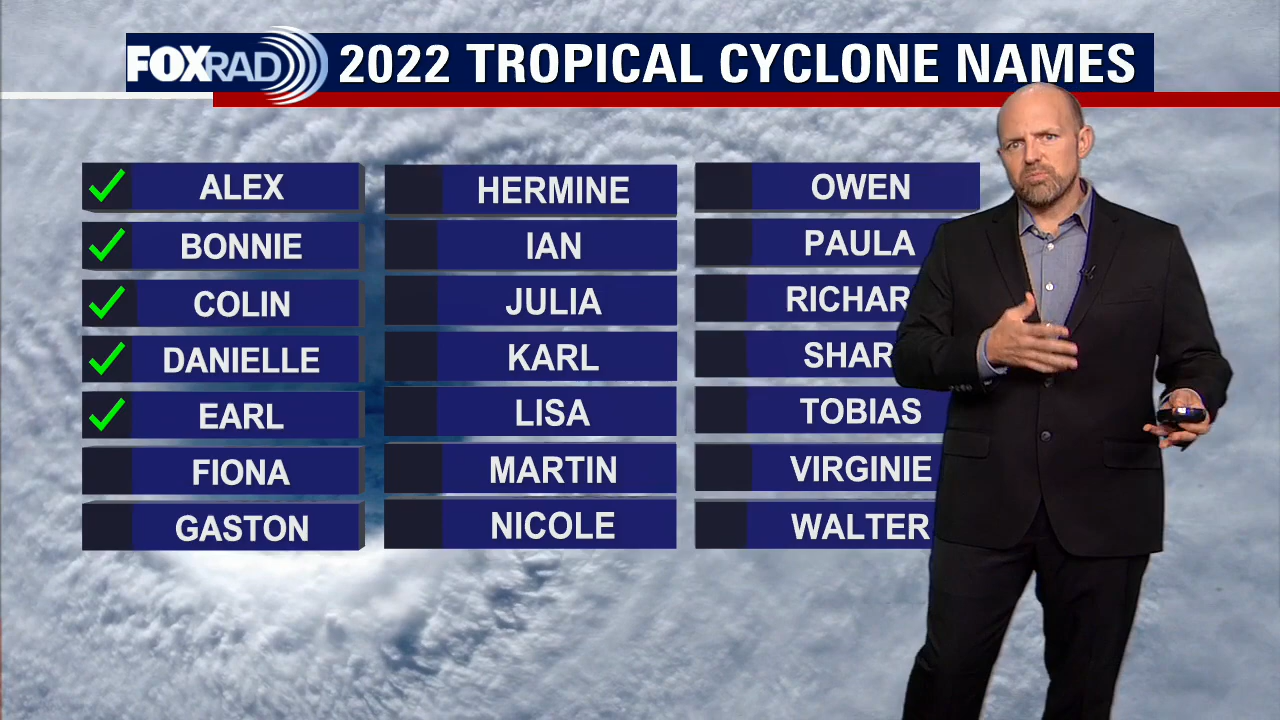 FOXRAD 2022 TROPICAL CYCLONE NAMES
ALEX
BONNIE
COLIN
DANIELLE
EARL
FIONA
GASTON
HERMINE
IAN
JULIA
KARL
LISA
MARTIN
NICOLE
OWEN
PAULA
RICHAR
SHAR
TOBIAS
VIRGINIE
WALTER